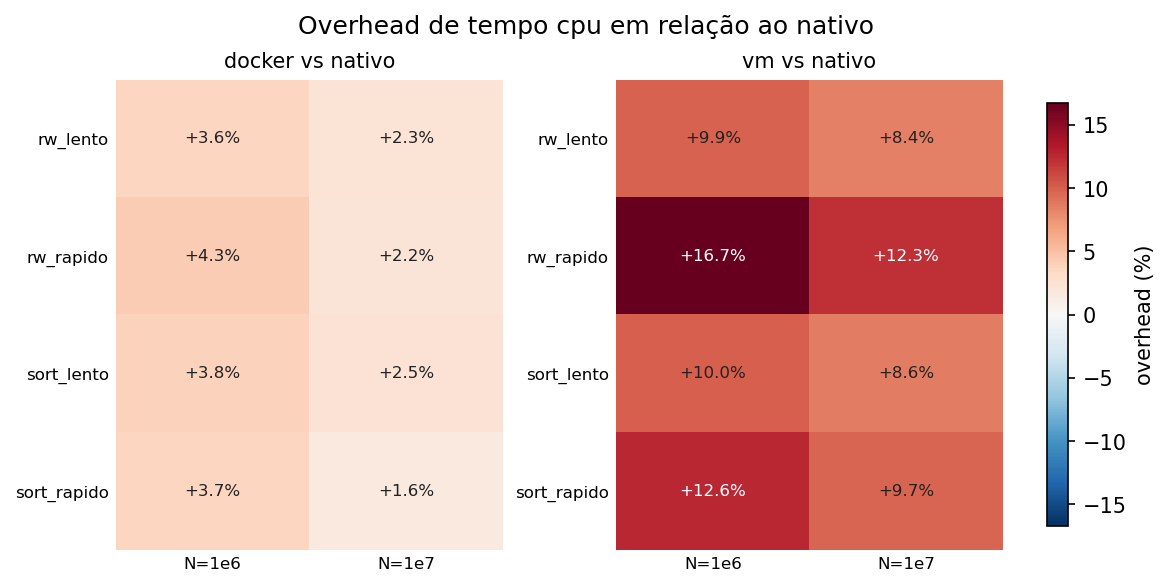 Overhead de tempo cpu em relação ao nativo
docker vs nativo
rw_lento +3.6% +2.3%
rw_rapido +4.3% +2.2%
sort_lento +3.8% +2.5%
sort_rapido +3.7% +1.6%
N=1e6 N=1e7
vm vs nativo
rw_lento +9.9% +8.4%
rw_rapido +16.7% +12.3%
sort_lento +10.0% +8.6%
sort_rapido +12.6% +9.7%
N=1e6 N=1e7
15
10
5
0
−5
−10
−15
overhead (%)